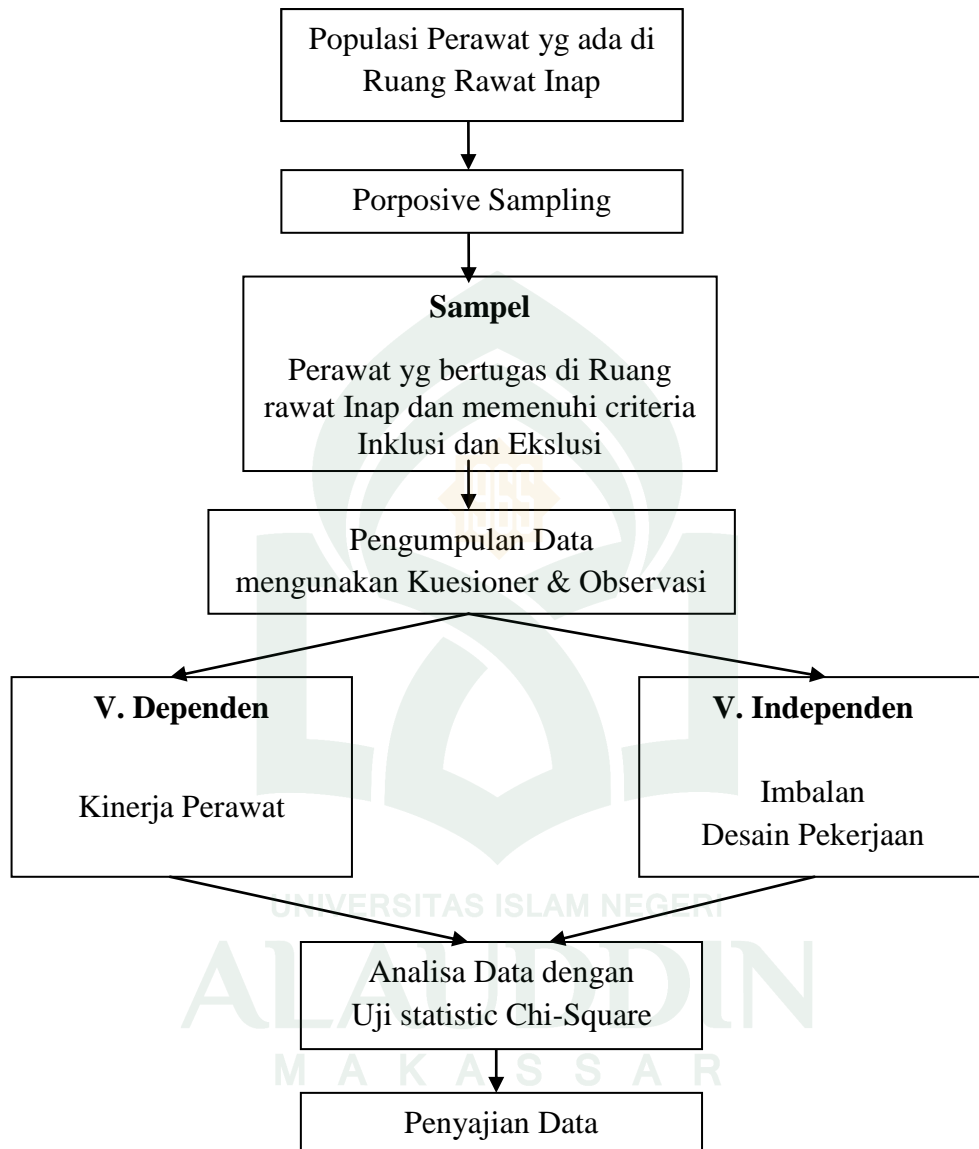 Populasi Perawat yg ada di
Ruang Rawat Inap
Porposive Sampling
Sampel
Perawat yg bertugas di Ruang
rawat Inap dan memenuhi criteria
Inklusi dan Ekslusi
Pengumpulan Data
mengunakan Kuesioner & Observasi
V. Dependen
Kinerja Perawat
V. Independen
Imbalan
Desain Pekerjaan
UNIVERSITAS ISLAM NEGERI
ALAUDDIN
Analisa Data dengan
Uji statistic Chi-Square
MAKASSAR
Penyajian Data